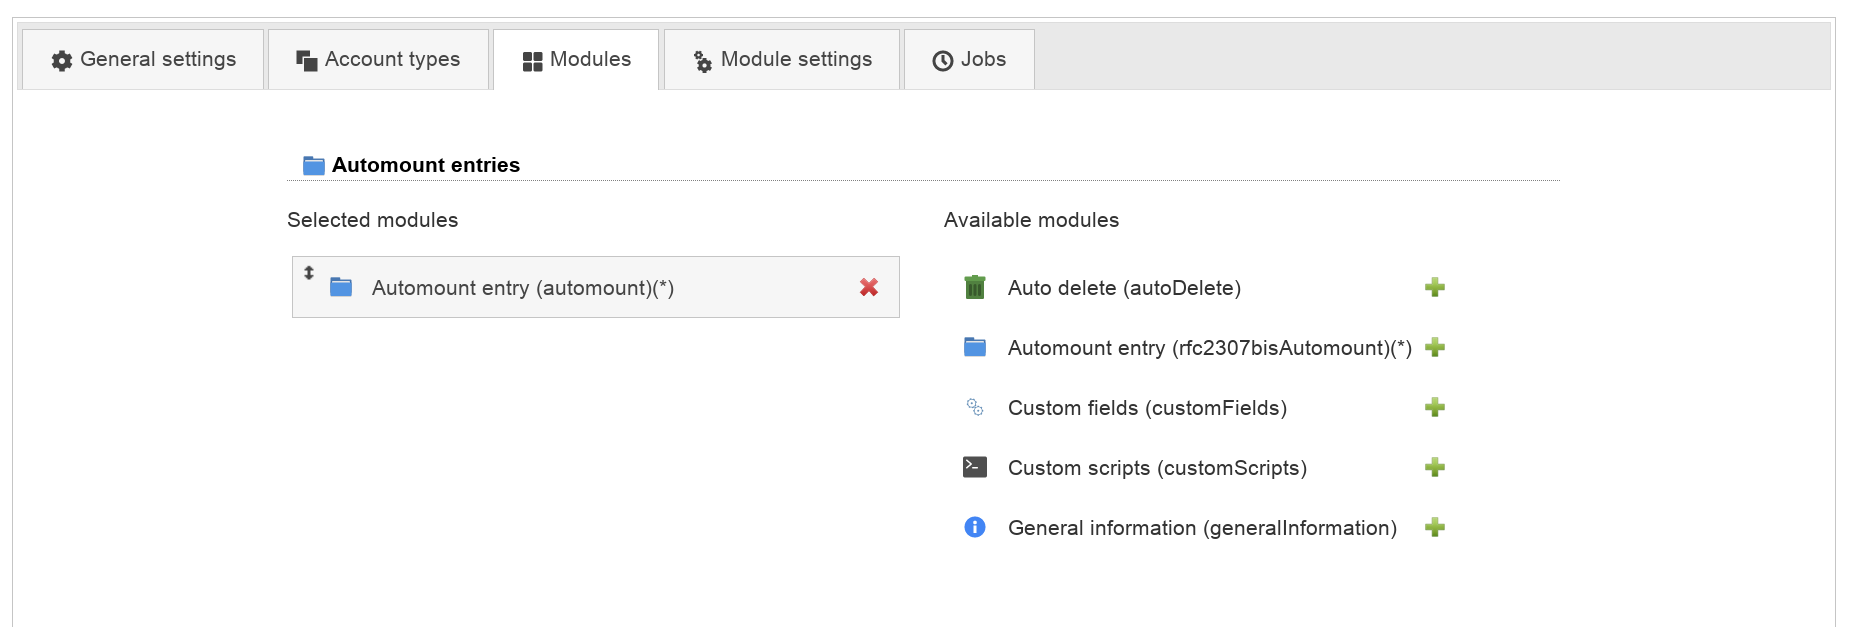 General settings Account types Modules Module settings Jobs
Automount entries
Selected modules Available modules
Automount entry (automount)(*) Auto delete (autoDelete)
Automount entry (rfc2307bisAutomount)(*)
Custom fields (customFields)
Custom scripts (customScripts)
General information (generalInformation)